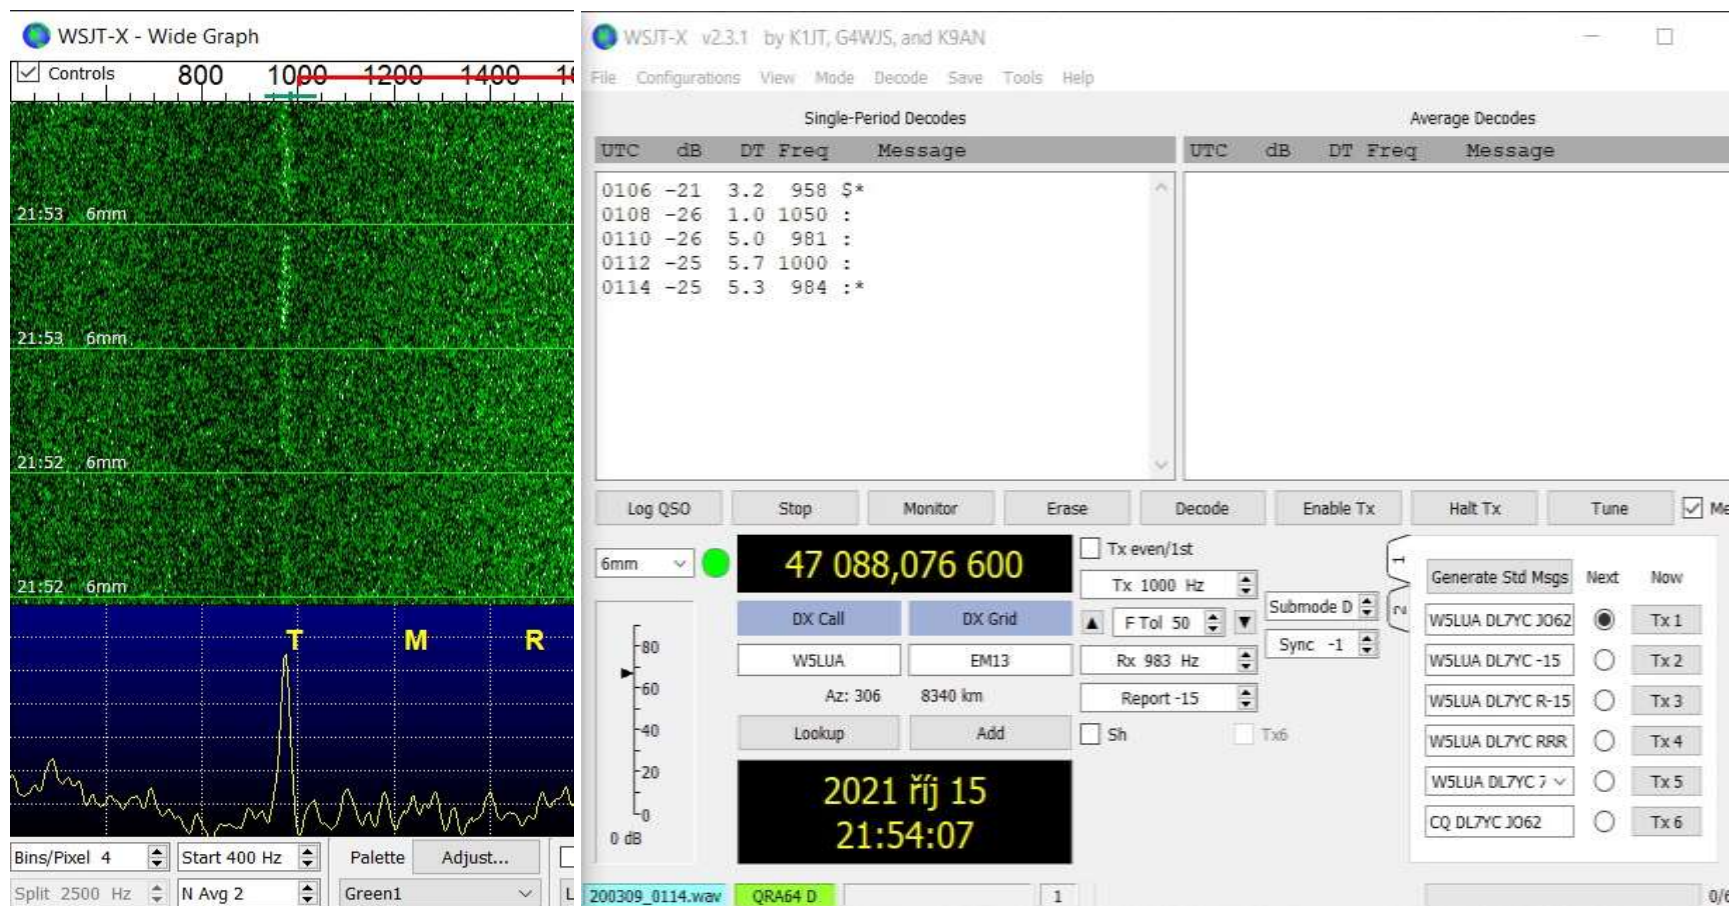 WSJT-X - Wide Graph
Controls 800 1000 1200 1400
21:53 6mm
21:53 6mm
21:52 6mm
21:52 6mm
T M R
Bins/Pixel 4 Start 400 Hz Palette Adjust...
Split 2500 Hz N Avg 2 Green1
WSJT-X v2.3.1 by K1JT, G4WJS, and K9AN
File Configurations View Mode Decode Save Tools Help
Single-Period Decodes Average Decodes
UTC dB DT Freq Message UTC dB DT Freq Message
0106 -21 3.2 958 $*
0108 -26 1.0 1050 :
0110 -26 5.0 981 :
0112 -25 5.7 1000 :
0114 -25 5.3 984 :*
Log QSO Stop Monitor Erase Decode Enable Tx Halt Tx Tune Me
6mm 47 088,076 600 Tx even/1st
Tx 1000 Hz
DX Call DX Grid F Tol 50 Submode D
W5LUA EM13 Rx 983 Hz Sync -1
Az: 306 8340 km Report -15
Lookup Add Sh Tx6
2021 říj 15
21:54:07
80
60
40
20
0
0 dB
1
2
Generate Std Msgs Next Now
W5LUA DL7YC JO62 Tx 1
W5LUA DL7YC -15 Tx 2
W5LUA DL7YC R-15 Tx 3
W5LUA DL7YC RRR Tx 4
W5LUA DL7YC 7 Tx 5
CQ DL7YC JO62 Tx 6
200309_0114.wav QRA64 D 1 0/6